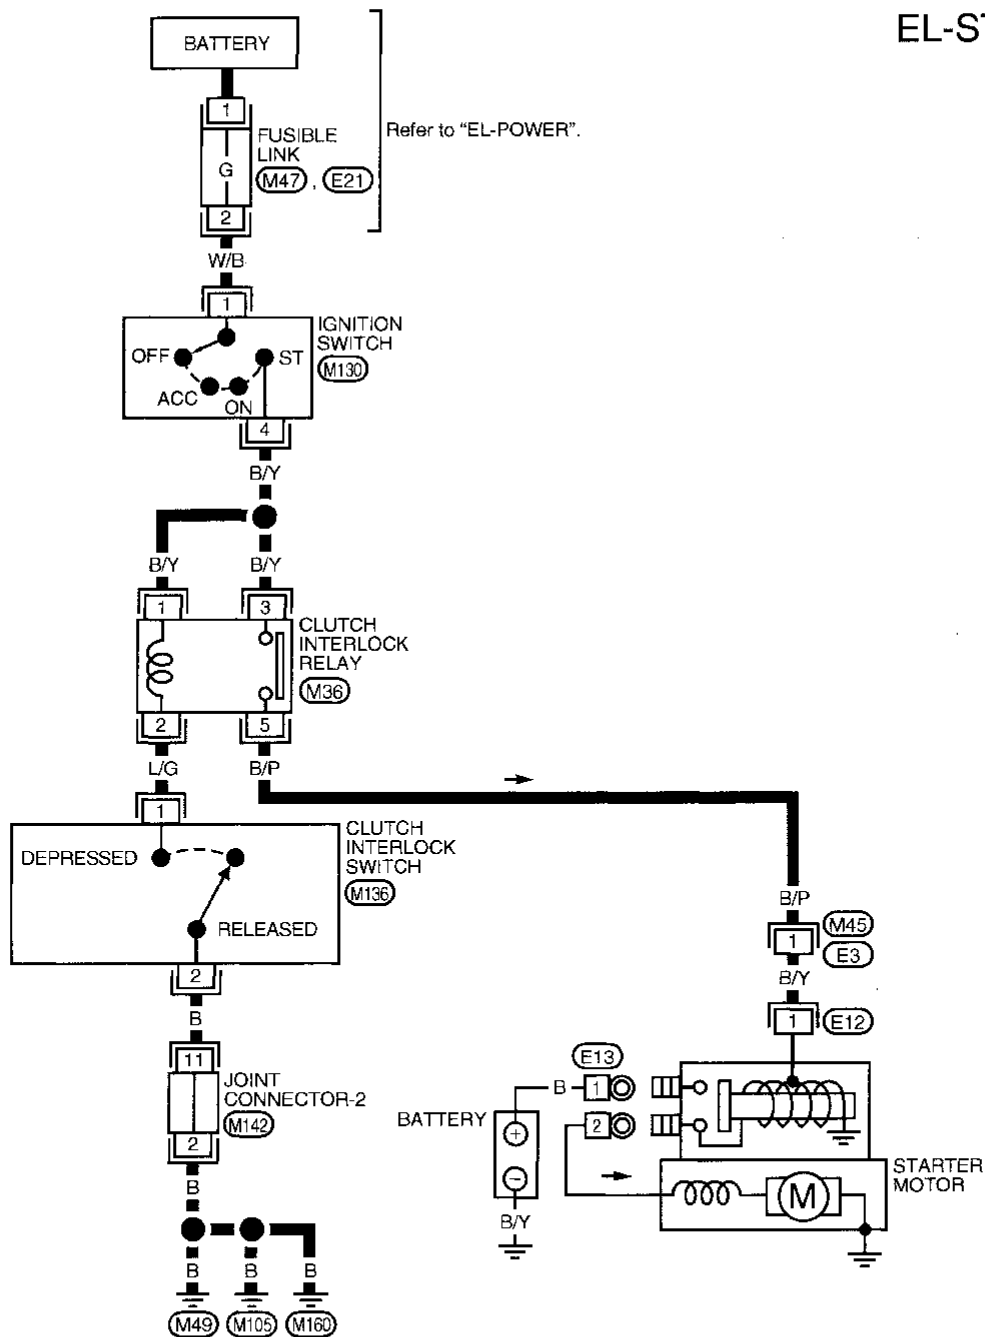 EL-ST
BATTERY
1
FUSIBLE
LINK
G
M47 , E21
2
Refer to "EL-POWER".
W/B
1
IGNITION
SWITCH
M130
OFF
ST
ACC
ON
4
B/Y
B/Y
B/Y
1
3
CLUTCH
INTERLOCK
RELAY
M36
2
5
L/G
B/P
1
CLUTCH
INTERLOCK
SWITCH
M136
DEPRESSED
RELEASED
2
B
11
JOINT
CONNECTOR-2
M142
2
B
B
B
B
M49
M105
M160
B/P
M45
1
E3
B/Y
1
E12
E13
B
1
BATTERY
2
+
−
B/Y
M
STARTER
MOTOR